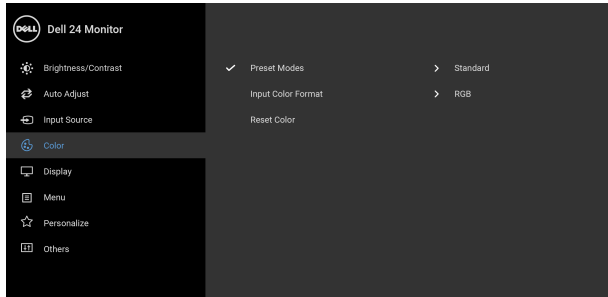 DELL Dell 24 Monitor
Brightness/Contrast
Preset Modes Standard
Auto Adjust
Input Color Format RGB
Input Source
Reset Color
Color
Display
Menu
Personalize
Others